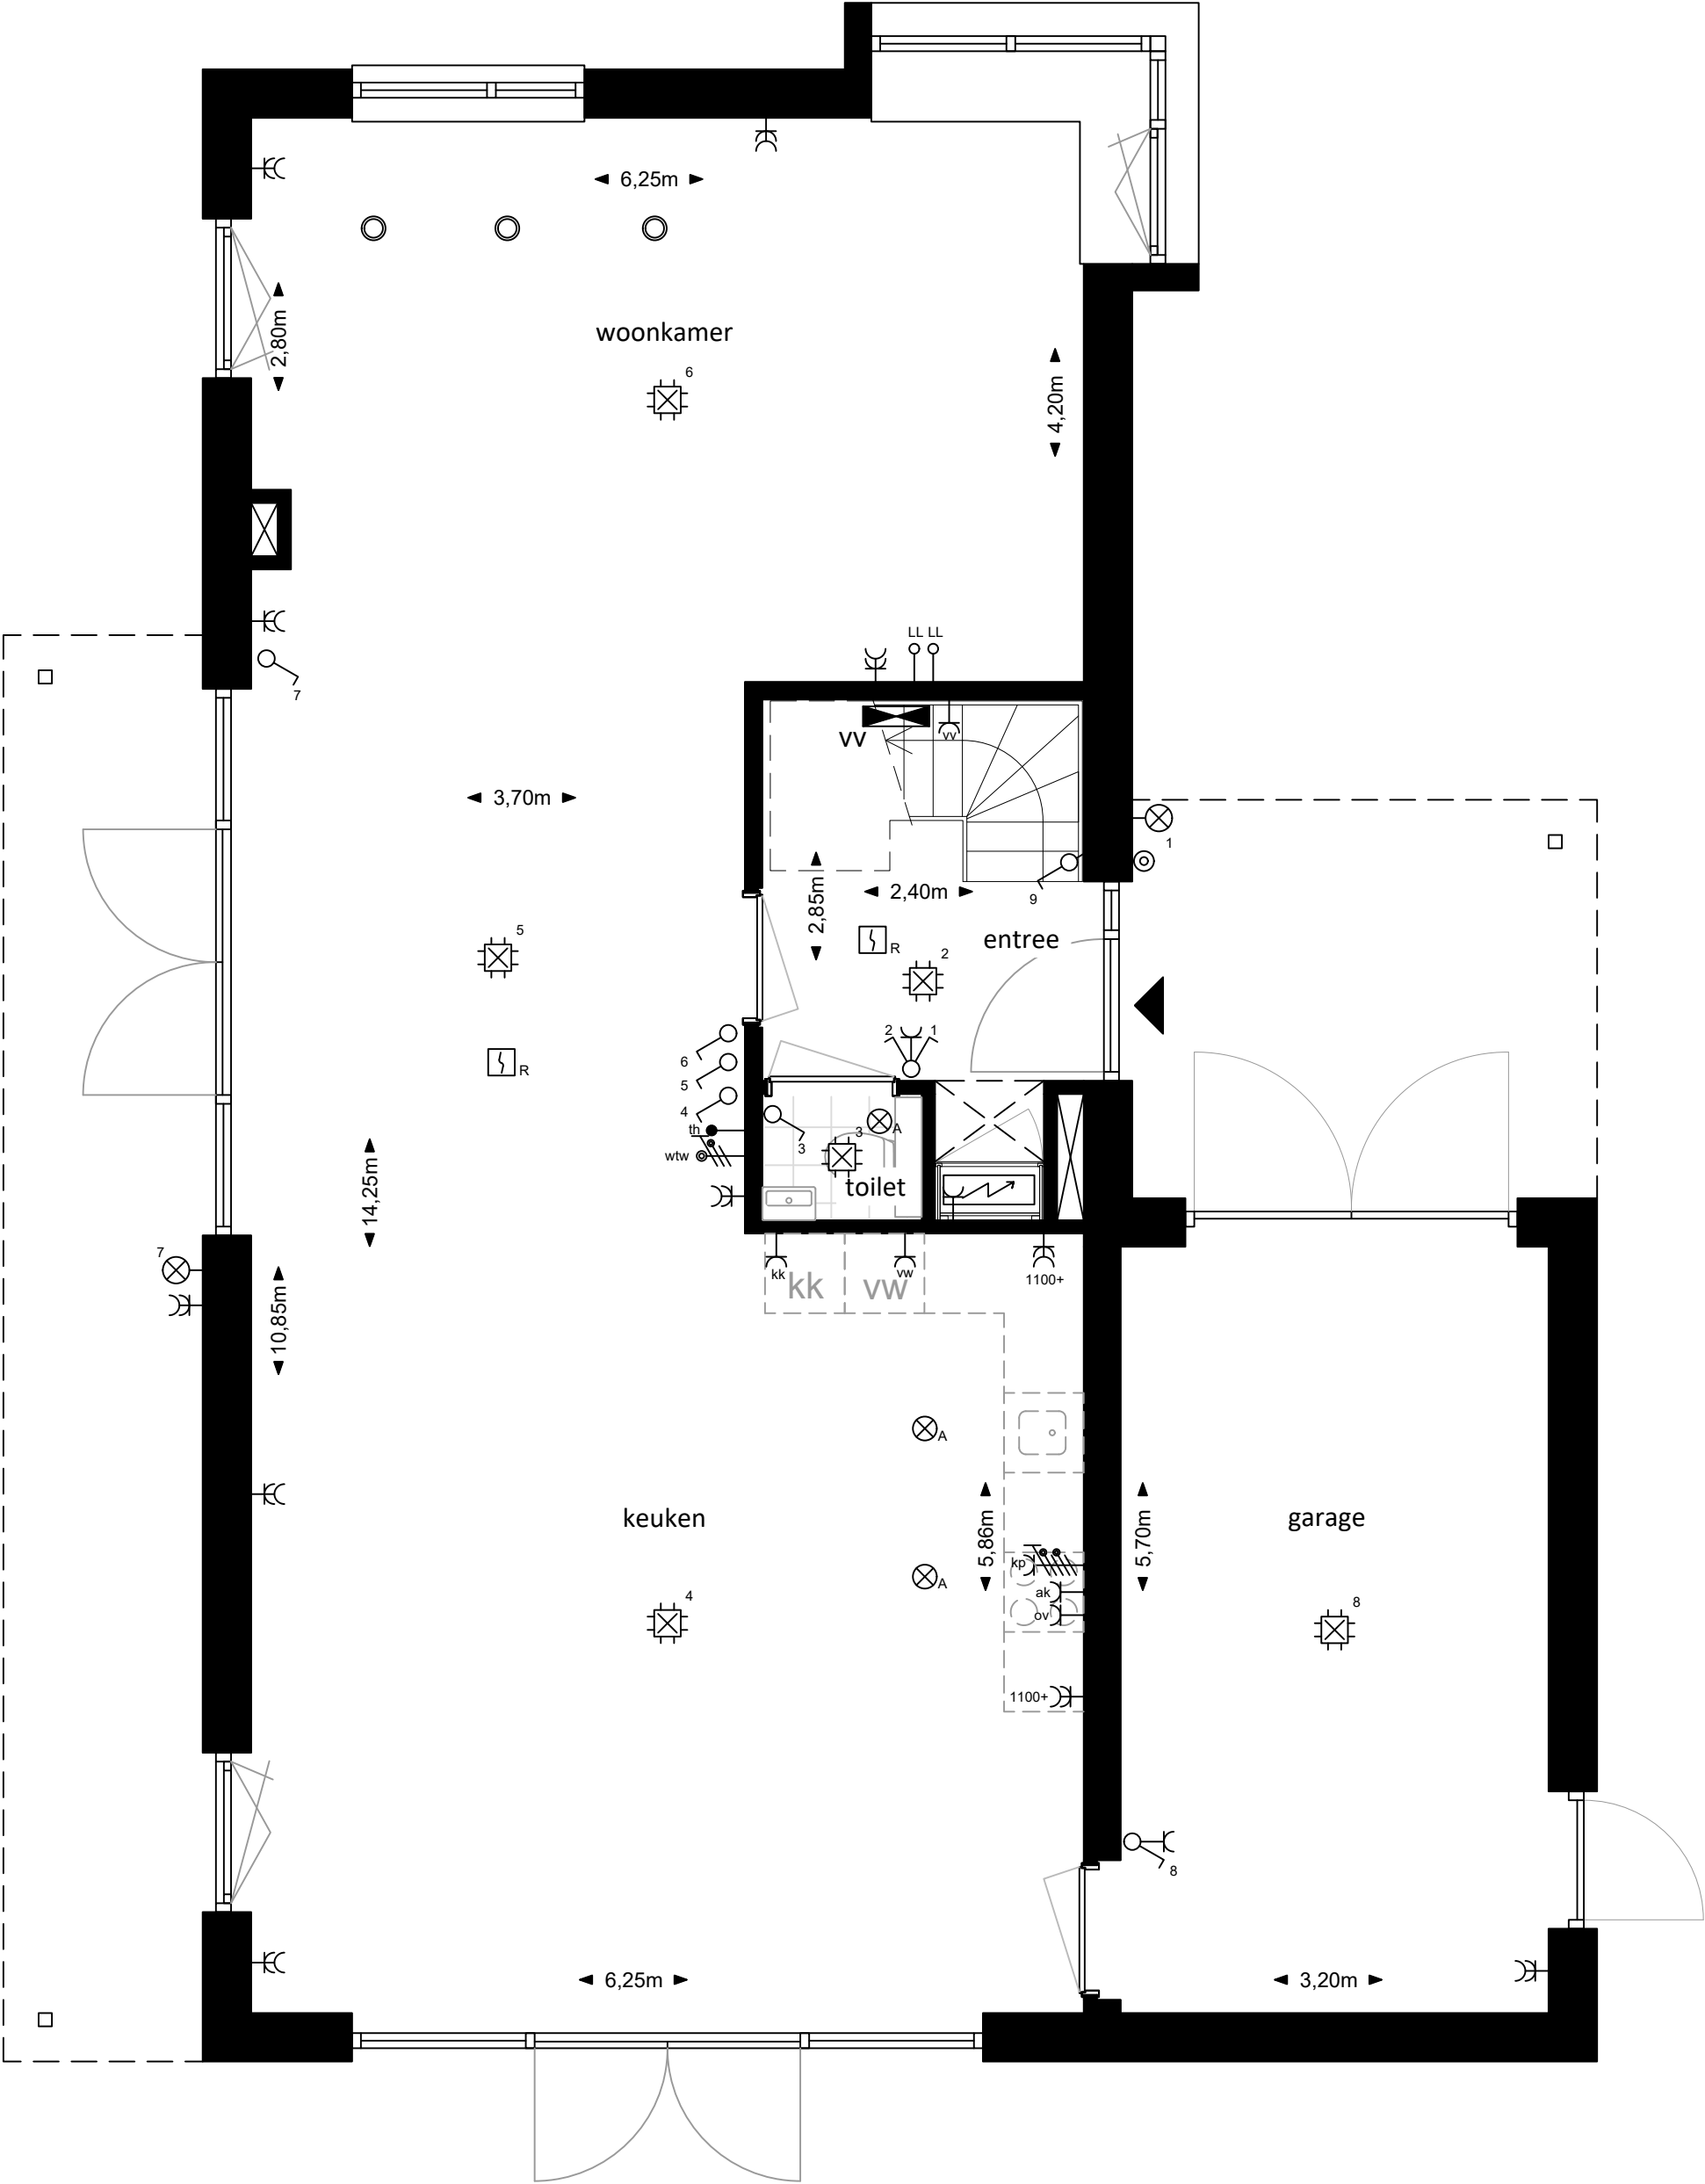 6,25m
2,80m
woonkamer
6
4,20m
LL LL
7
vv
vv
3,70m
1
2,85m
2,40m
9
5
R
entree
2
2 1
6
R
5
4
A
th
3
3
wtw
14,25m
toilet
7
kk
vw
1100+
kk
vw
10,85m
A
5,86m
5,70m
keuken
garage
kp
A
ak
4
8
ov
1100+
8
6,25m
3,20m